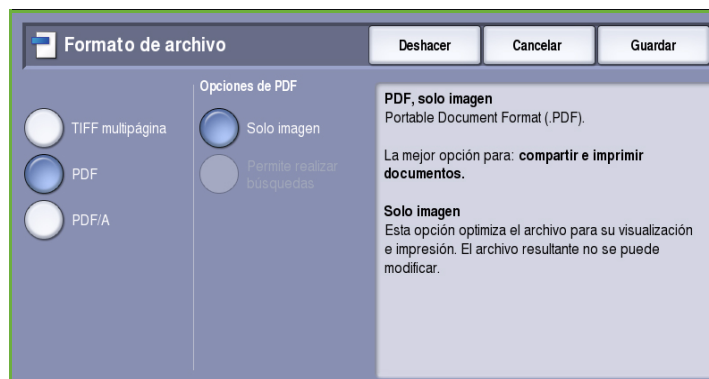 Formato de archivo
Deshacer
Cancelar
Guardar
TIFF multipágina
PDF
PDF/A
Opciones de PDF
Solo imagen
Permite realizar
búsquedas
PDF, solo imagen
Portable Document Format (.PDF).
La mejor opción para: compartir e imprimir
documentos.
Solo imagen
Esta opción optimiza el archivo para su visualización
e impresión. El archivo resultante no se puede
modificar.